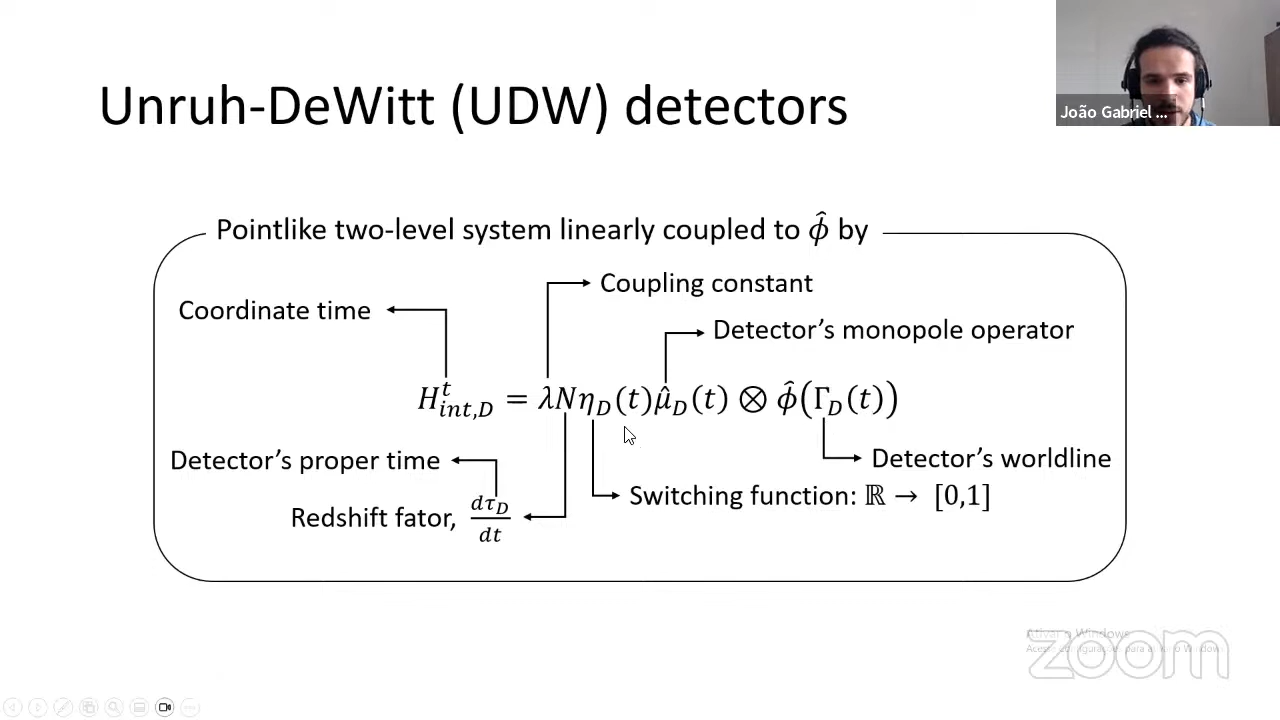 Unruh-DeWitt (UDW) detectors
João Gabriel ...
Pointlike two-level system linearly coupled to φ̂ by
Coupling constant
Coordinate time
Detector's monopole operator
H^t_{int,D} = λNη_D(t)μ̂_D(t) ⊗ φ̂(Γ_D(t))
Detector's proper time
Detector's worldline
Switching function: ℝ → [0,1]
Redshift fator, dτ_D/dt
Ativar o Windows
zoom